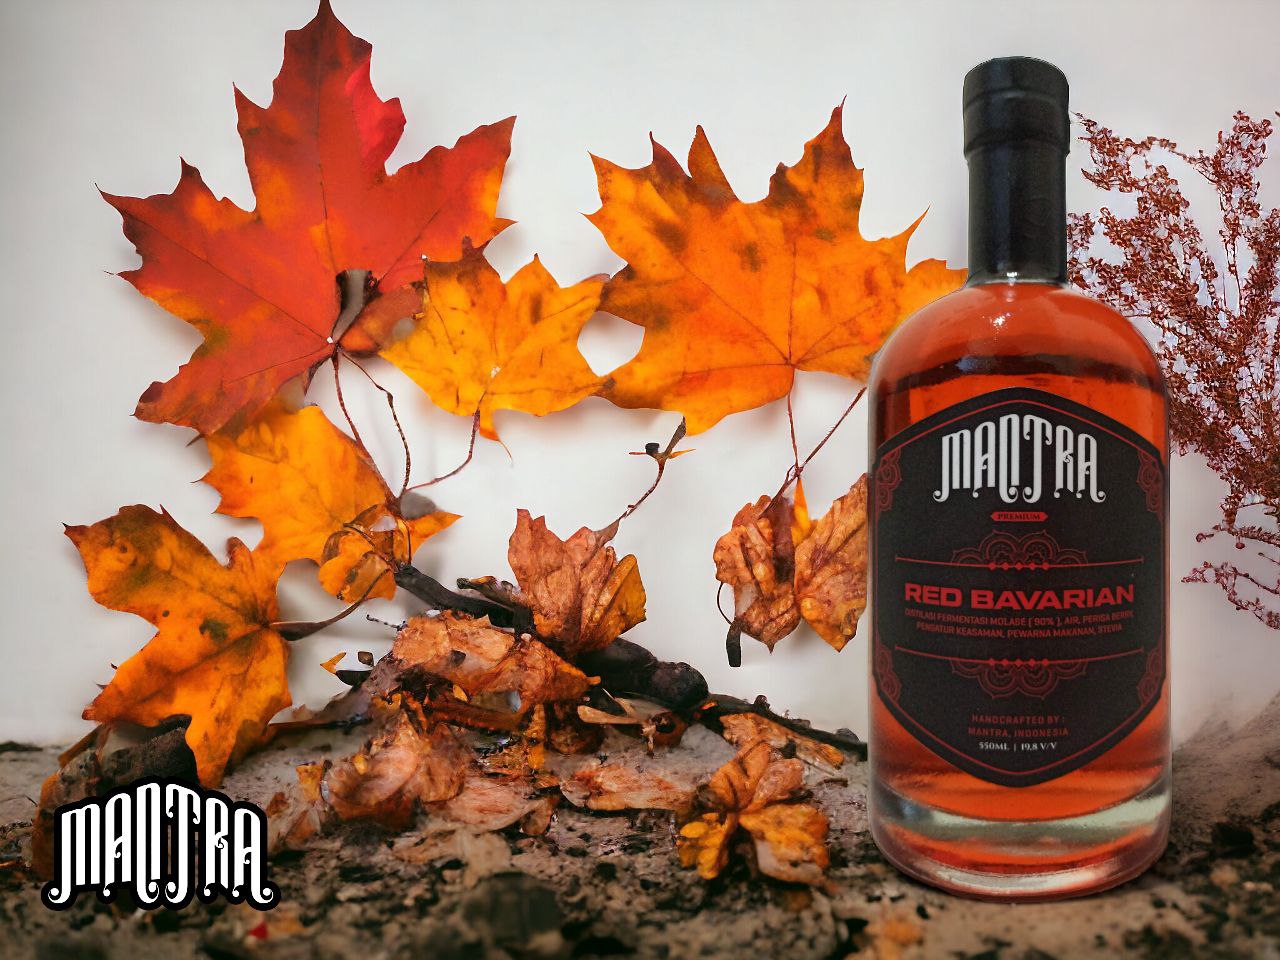 MANTRA
PREMIUM
RED BAVARIAN
DISTILASI FERMENTASI MOLASE [ 90% ], AIR, PERISA BERRI,
PENGATUR KEASAMAN, PEWARNA MAKANAN, STEVIA
HANDCRAFTED BY :
MANTRA, INDONESIA
550ML | 19,8 V/V
MANTRA